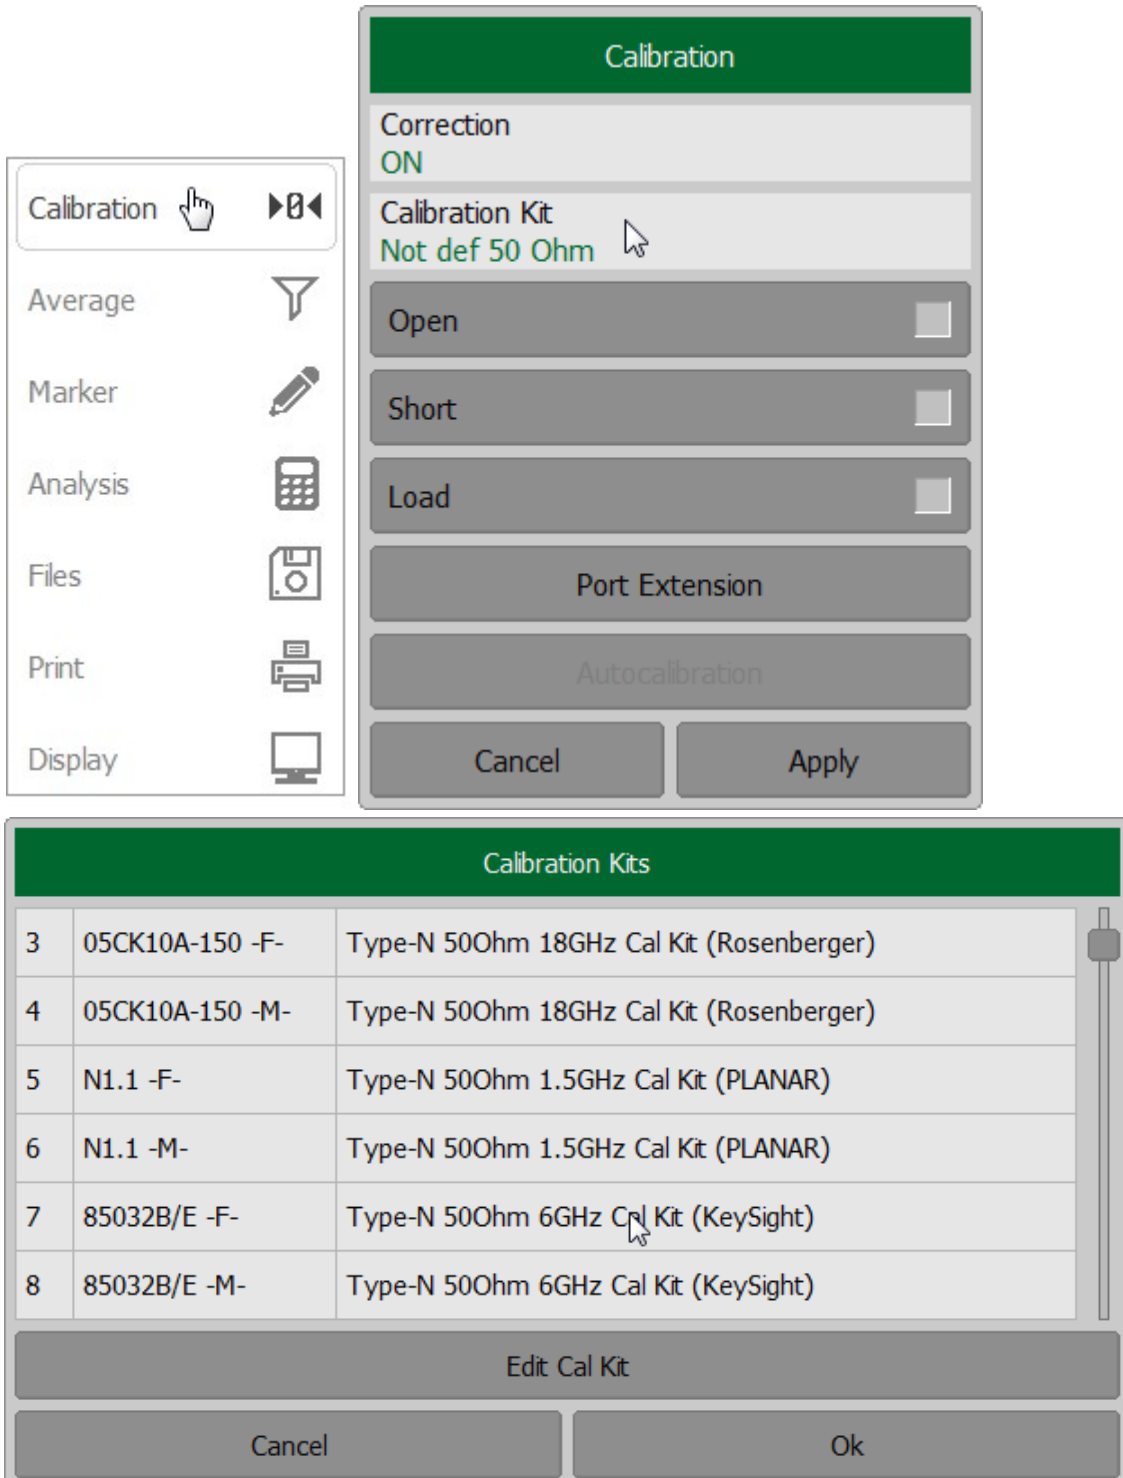 Calibration ▶0◀
Average
Marker
Analysis
Files
Print
Display
Calibration
Correction
ON
Calibration Kit
Not def 50 Ohm
Open
Short
Load
Port Extension
Autocalibration
Cancel Apply
Calibration Kits
3 05CK10A-150 -F- Type-N 50Ohm 18GHz Cal Kit (Rosenberger)
4 05CK10A-150 -M- Type-N 50Ohm 18GHz Cal Kit (Rosenberger)
5 N1.1 -F- Type-N 50Ohm 1.5GHz Cal Kit (PLANAR)
6 N1.1 -M- Type-N 50Ohm 1.5GHz Cal Kit (PLANAR)
7 85032B/E -F- Type-N 50Ohm 6GHz Cal Kit (KeySight)
8 85032B/E -M- Type-N 50Ohm 6GHz Cal Kit (KeySight)
Edit Cal Kit
Cancel Ok